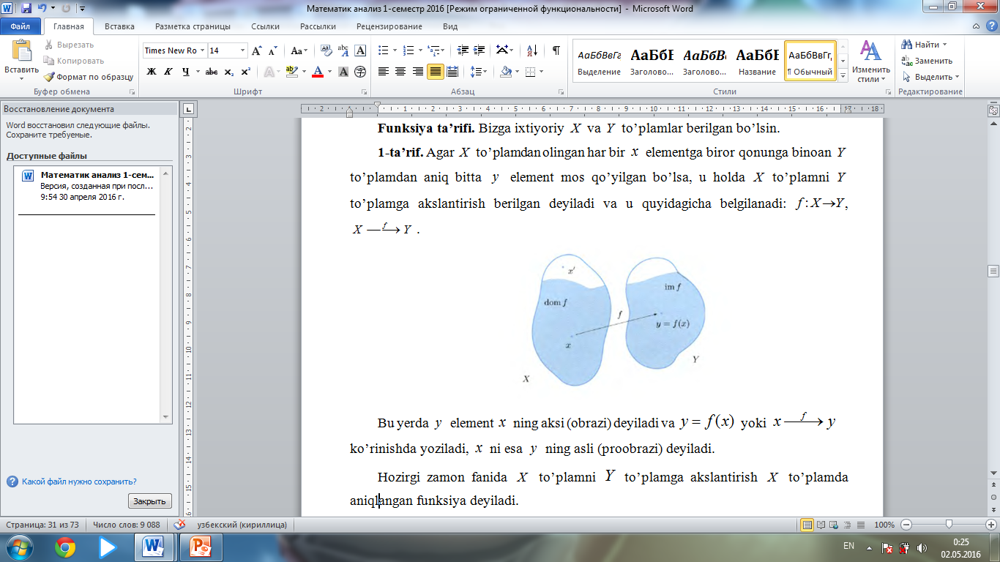 Математик анализ 1-семестр 2016 [Режим ограниченной функциональности] - Microsoft Word
Файл Главная Вставка Разметка страницы Ссылки Рассылки Рецензирование Вид
Вставить
Вырезать
Копировать
Формат по образцу
Буфер обмена
Times New Ro 14
Шрифт
Абзац
АаБбВвГг АаБбЕ АаБбВв АаБбЕ АаБбВвГг,
Выделение Заголово... Заголово... Название ¶ Обычный
Изменить стили
Стили
Найти
Заменить
Выделить
Редактирование
Восстановление документа
Word восстановил следующие файлы.
Сохраните требуемые.
Доступные файлы
Математик анализ 1-сем...
Версия, созданная при посл...
9:54 30 апреля 2016 г.
Какой файл нужно сохранить?
Закрыть
Funksiya ta’rifi. Bizga ixtiyoriy X va Y to’plamlar berilgan bo’lsin.
1-ta’rif. Agar X to’plamdan olingan har bir x elementga biror qonunga binoan Y
to’plamdan aniq bitta y element mos qo’yilgan bo’lsa, u holda X to’plamni Y
to’plamga akslantirish berilgan deyiladi va u quyidagicha belgilanadi: f : X→Y,
X —f→ Y .
x′
dom f
im f
f
y = f(x)
x
Y
X
Bu yerda y element x ning aksi (obrazi) deyiladi va y = f(x) yoki x —f→ y
ko’rinishda yoziladi, x ni esa y ning asli (proobrazi) deyiladi.
Hozirgi zamon fanida X to’plamni Y to’plamga akslantirish X to’plamda
aniqlangan funksiya deyiladi.
Страница: 31 из 73 Число слов: 9 088 узбекский (кириллица) 100%
EN 0:25
02.05.2016